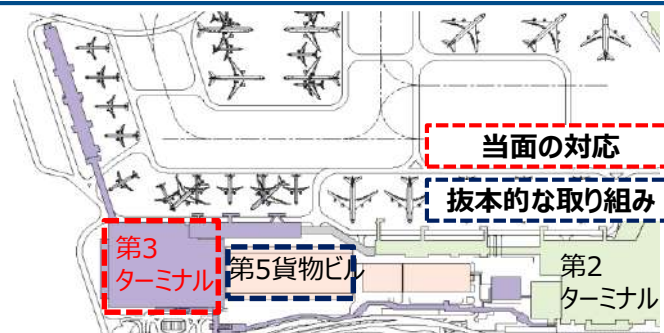 当面の対応
抜本的な取り組み
第3
ターミナル
第5貨物ビル
第2
ターミナル